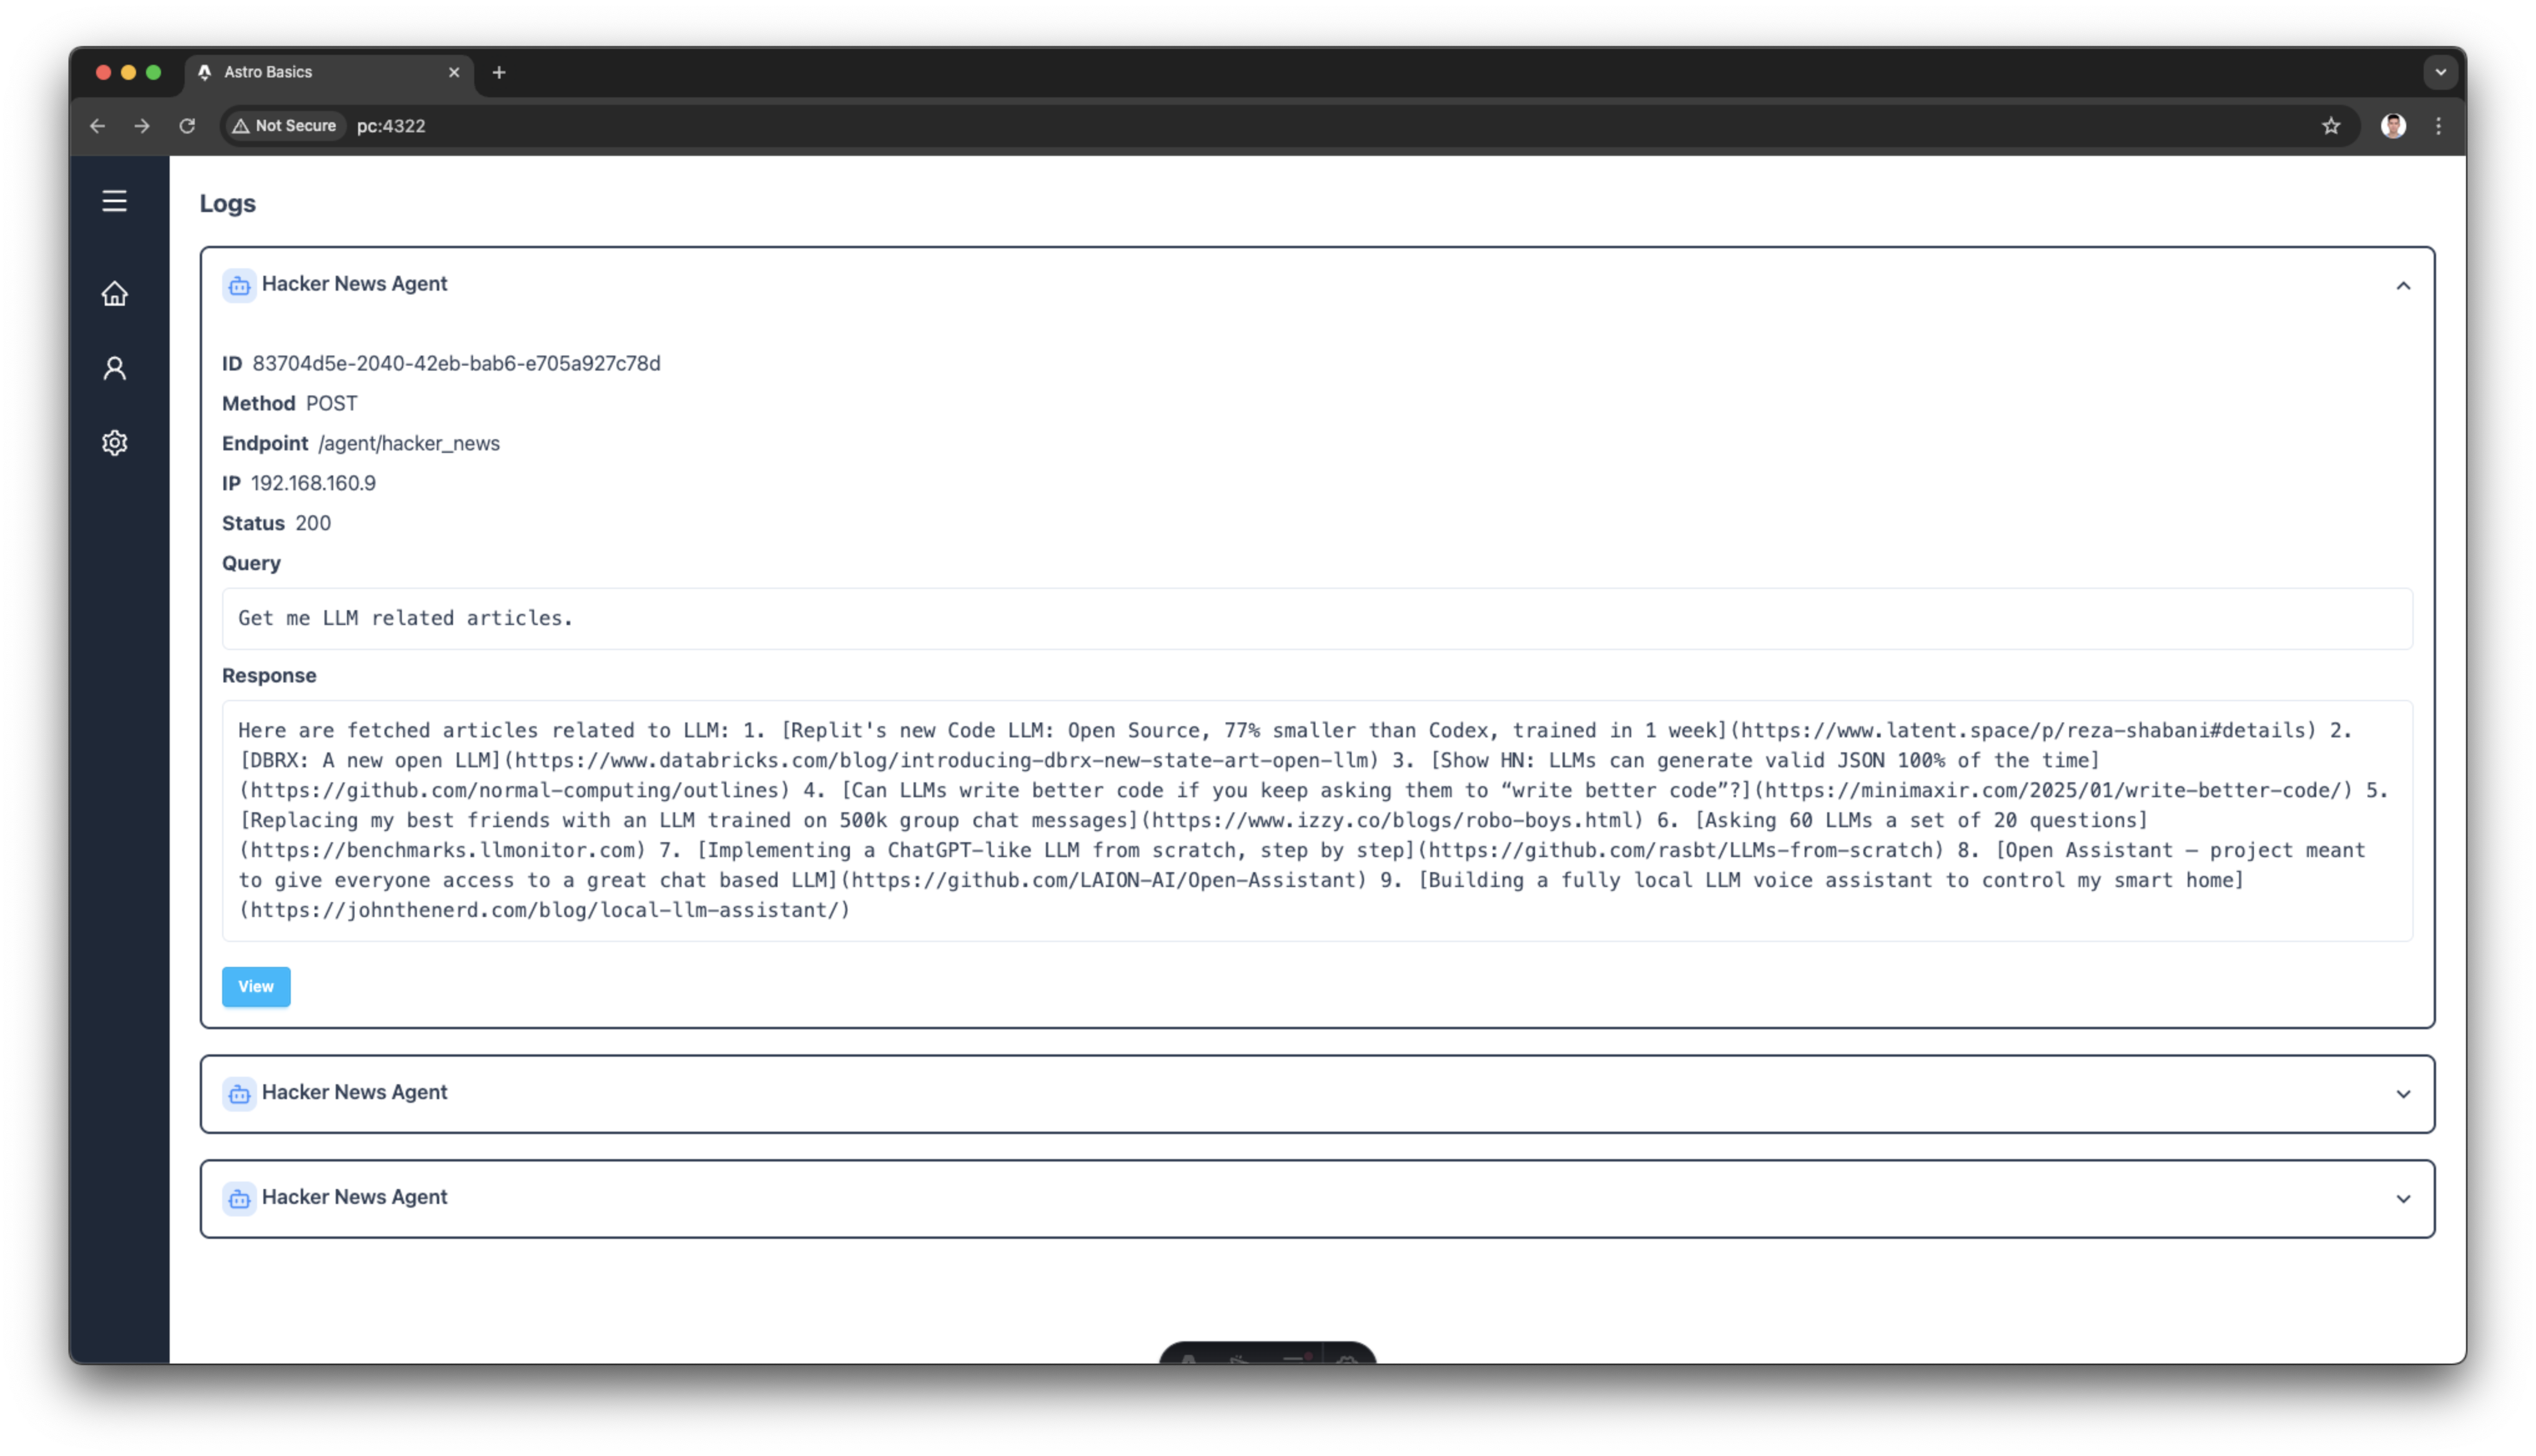 Astro Basics
Not Secure pc:4322
Logs
Hacker News Agent
ID 83704d5e-2040-42eb-bab6-e705a927c78d
Method POST
Endpoint /agent/hacker_news
IP 192.168.160.9
Status 200
Query
Get me LLM related articles.
Response
Here are fetched articles related to LLM: 1. [Replit's new Code LLM: Open Source, 77% smaller than Codex, trained in 1 week](https://www.latent.space/p/reza-shabani#details) 2.
[DBRX: A new open LLM](https://www.databricks.com/blog/introducing-dbrx-new-state-art-open-llm) 3. [Show HN: LLMs can generate valid JSON 100% of the time]
(https://github.com/normal-computing/outlines) 4. [Can LLMs write better code if you keep asking them to “write better code”?](https://minimaxir.com/2025/01/write-better-code/) 5.
[Replacing my best friends with an LLM trained on 500k group chat messages](https://www.izzy.co/blogs/robo-boys.html) 6. [Asking 60 LLMs a set of 20 questions]
(https://benchmarks.llmonitor.com) 7. [Implementing a ChatGPT-like LLM from scratch, step by step](https://github.com/rasbt/LLMs-from-scratch) 8. [Open Assistant – project meant
to give everyone access to a great chat based LLM](https://github.com/LAION-AI/Open-Assistant) 9. [Building a fully local LLM voice assistant to control my smart home]
(https://johnthenerd.com/blog/local-llm-assistant/)
View
Hacker News Agent
Hacker News Agent